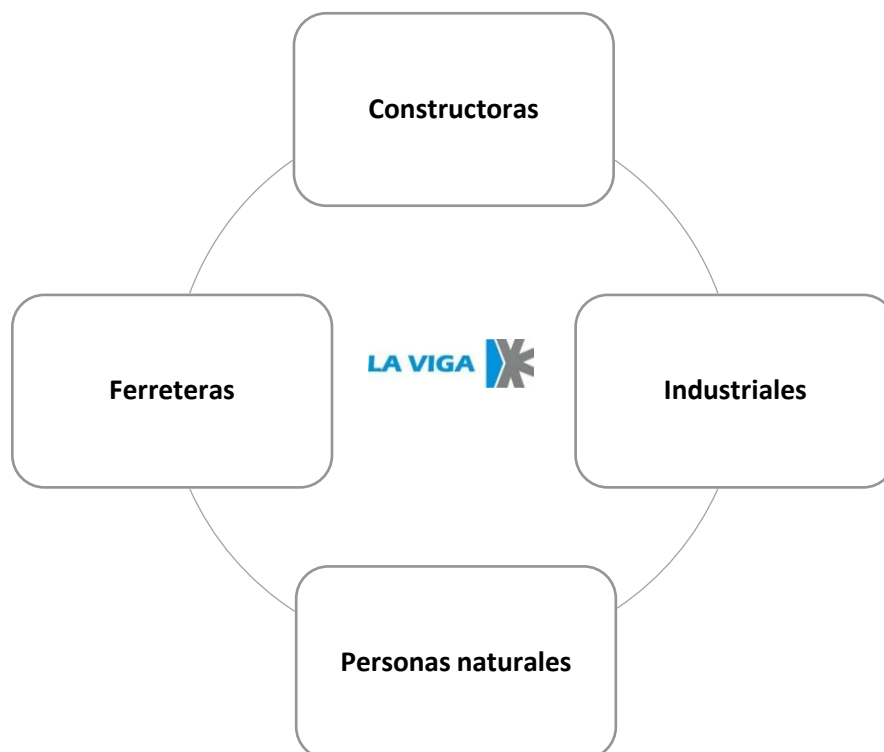 Constructoras
Ferreteras
LA VIGA
Industriales
Personas naturales